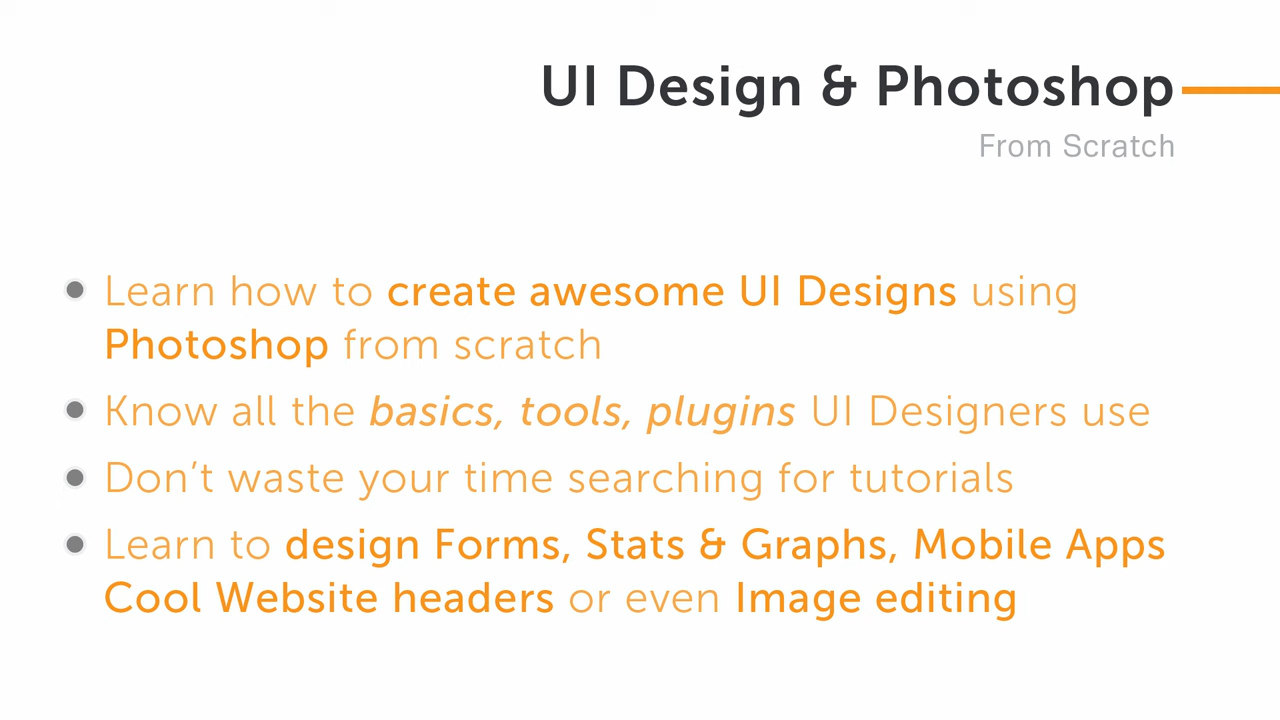 UI Design & Photoshop
From Scratch
Learn how to create awesome UI Designs using
Photoshop from scratch
Know all the basics, tools, plugins UI Designers use
Don’t waste your time searching for tutorials
Learn to design Forms, Stats & Graphs, Mobile Apps
Cool Website headers or even Image editing